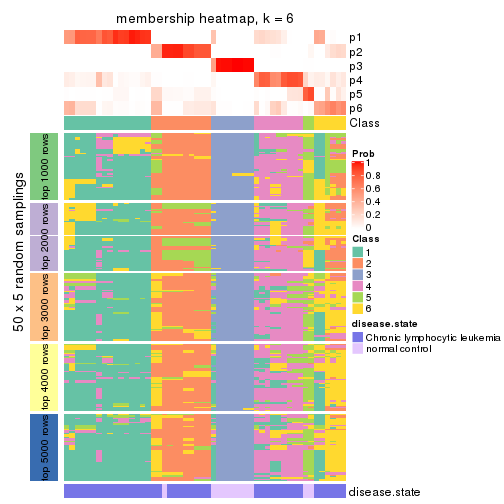 membership heatmap, k = 6
p1
p2
p3
p4
p5
p6
Class
50 x 5 random samplings
top 1000 rows
top 2000 rows
top 3000 rows
top 4000 rows
top 5000 rows
Prob
1
0.8
0.6
0.4
0.2
0
Class
1
2
3
4
5
6
disease.state
Chronic lymphocytic leukemia
normal control
disease.state